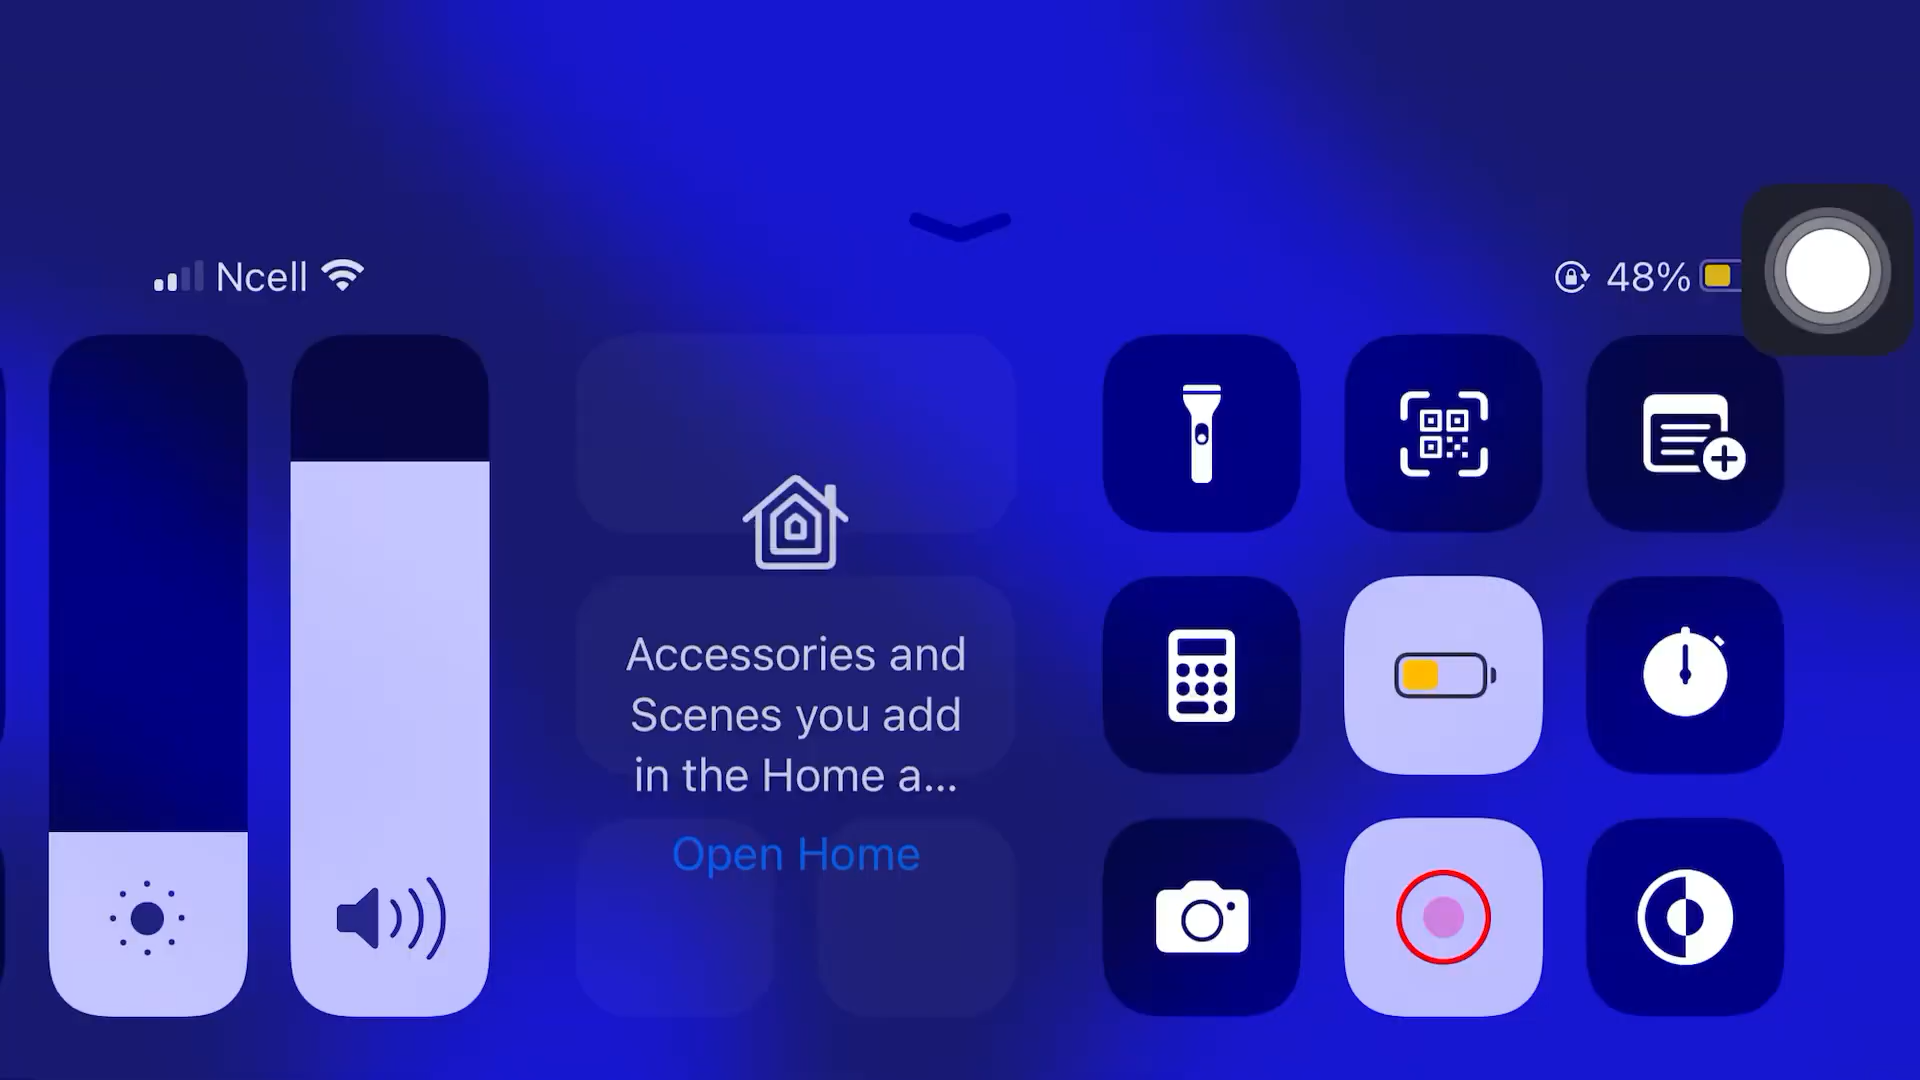 Ncell
48%
Accessories and
Scenes you add
in the Home a...
Open Home